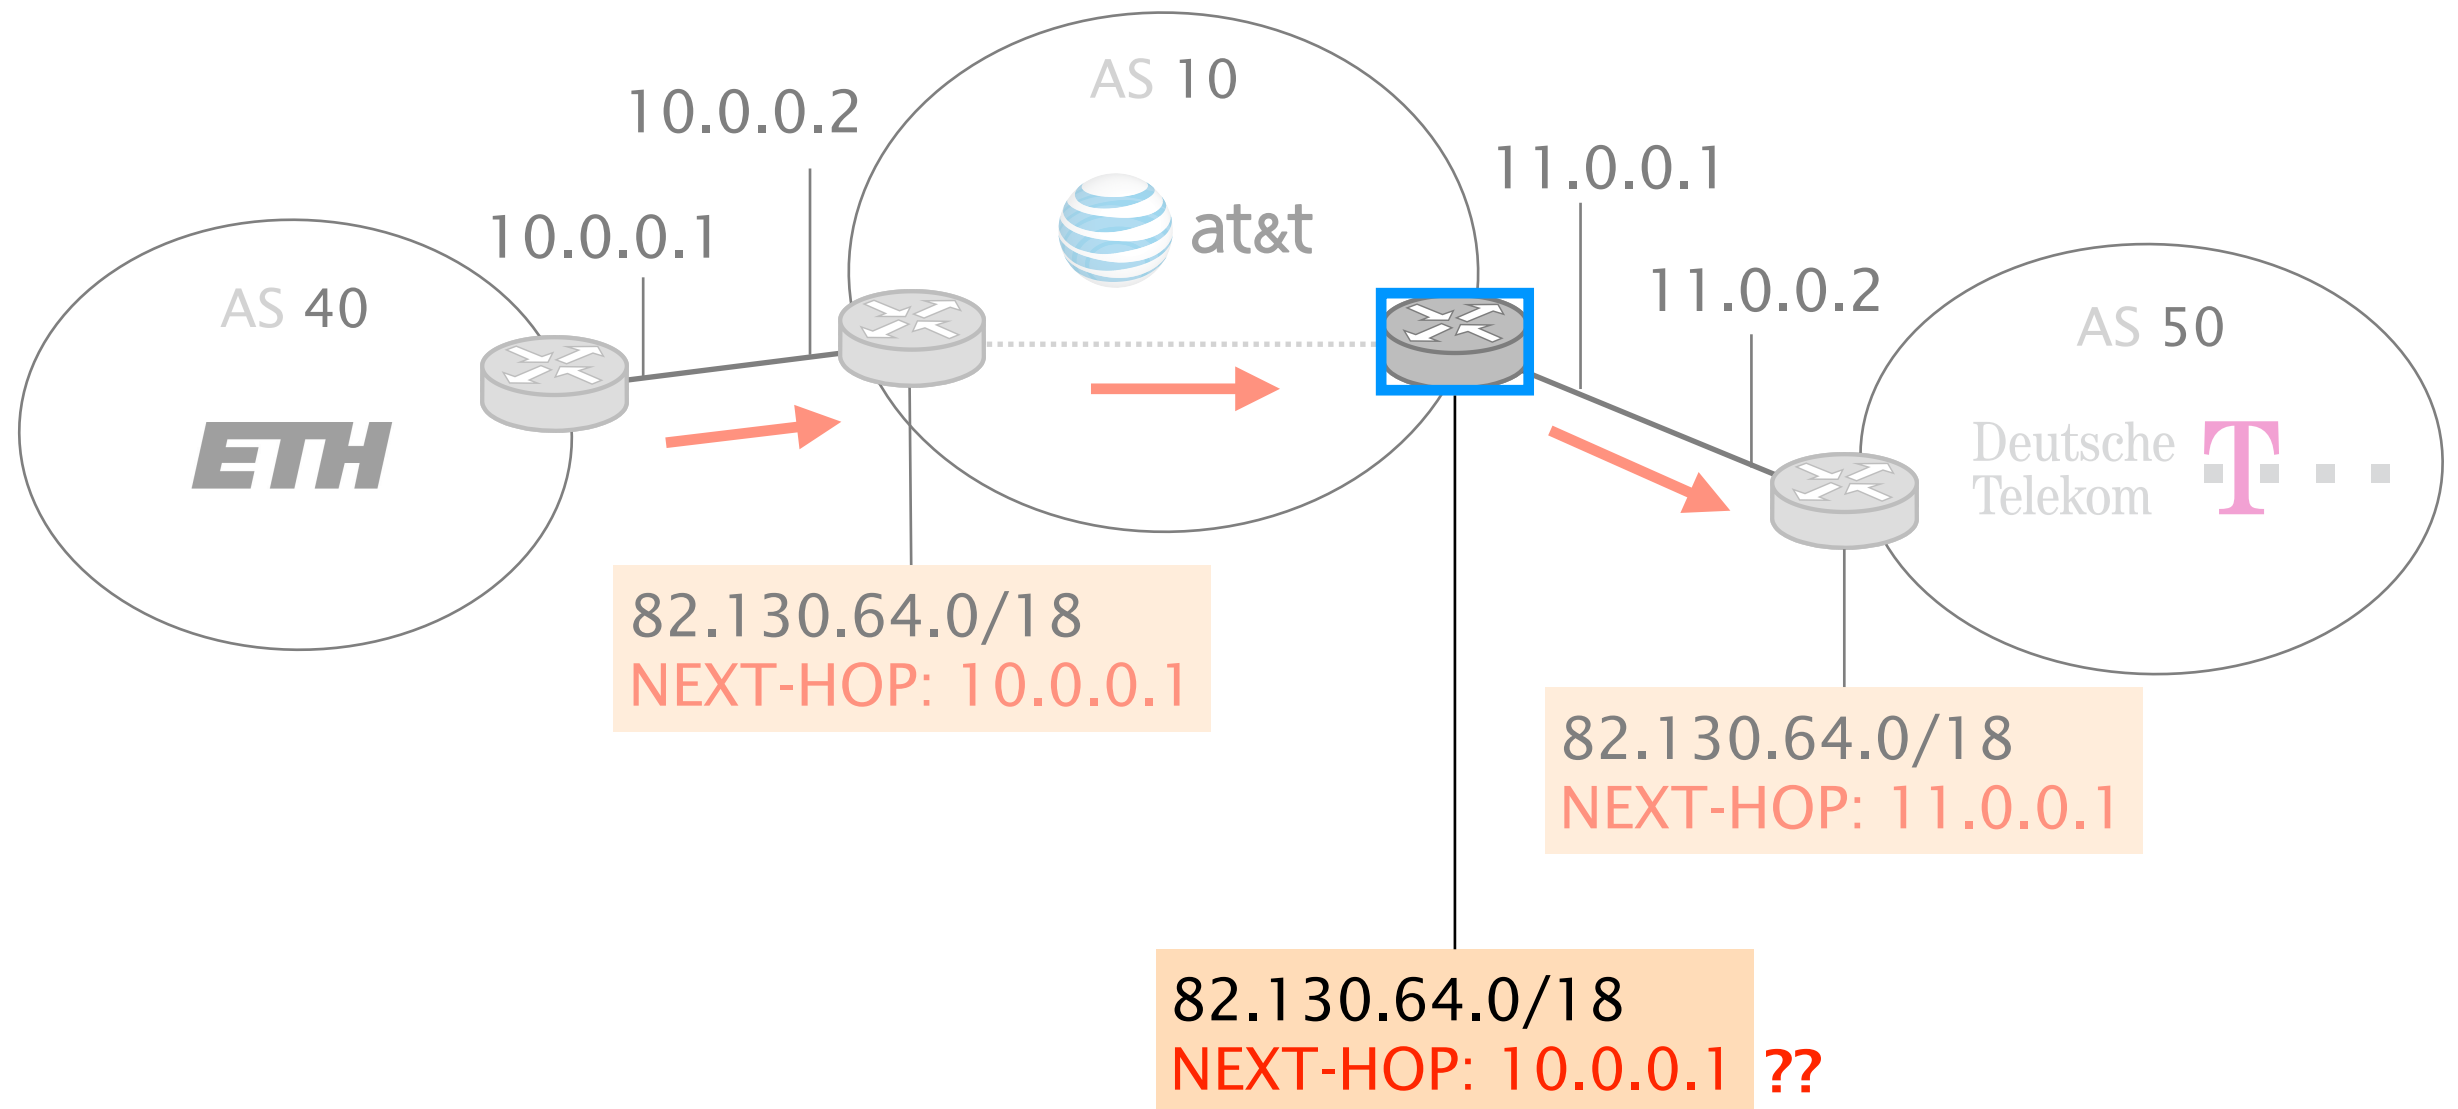 AS 10
10.0.0.2
11.0.0.1
at&t
10.0.0.1
11.0.0.2
AS 40
AS 50
ETH
Deutsche
Telekom
T
82.130.64.0/18
NEXT-HOP: 10.0.0.1
82.130.64.0/18
NEXT-HOP: 11.0.0.1
82.130.64.0/18
NEXT-HOP: 10.0.0.1 ??